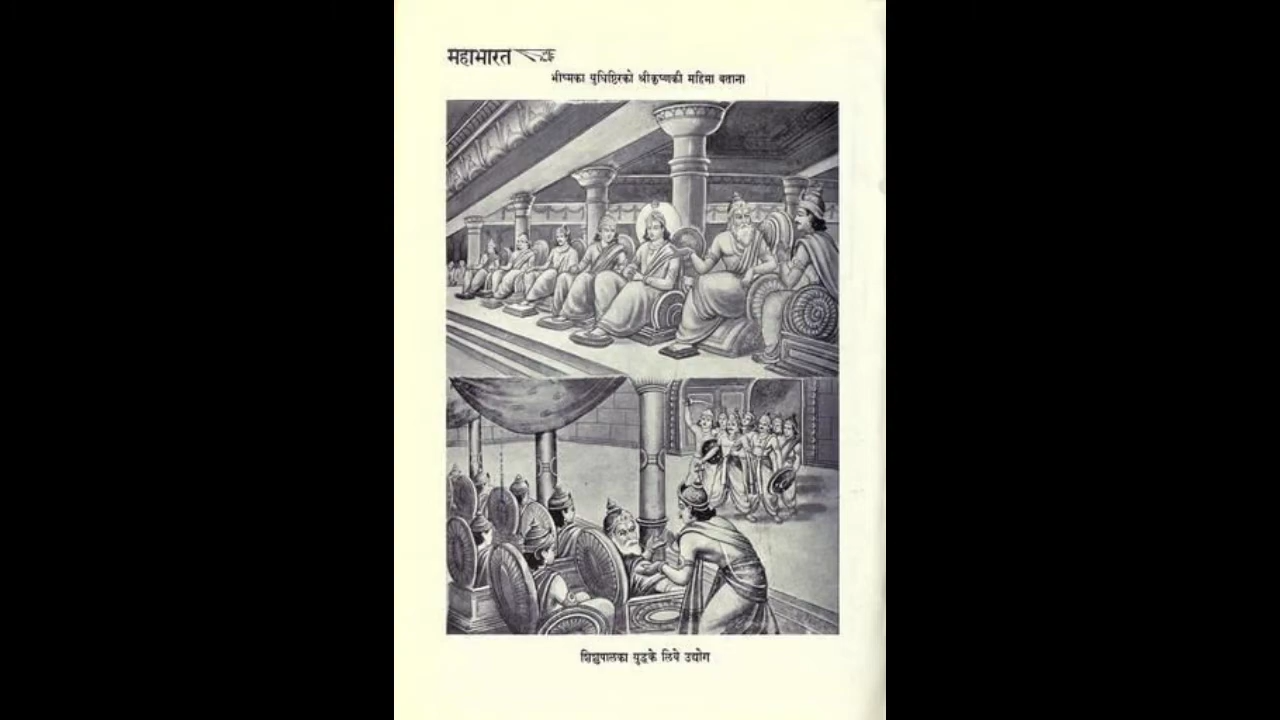 महाभारत
भीष्मका युधिष्ठिरको श्रीकृष्णकी महिमा बताना
शिशुपालका युद्धके लिये उद्योग